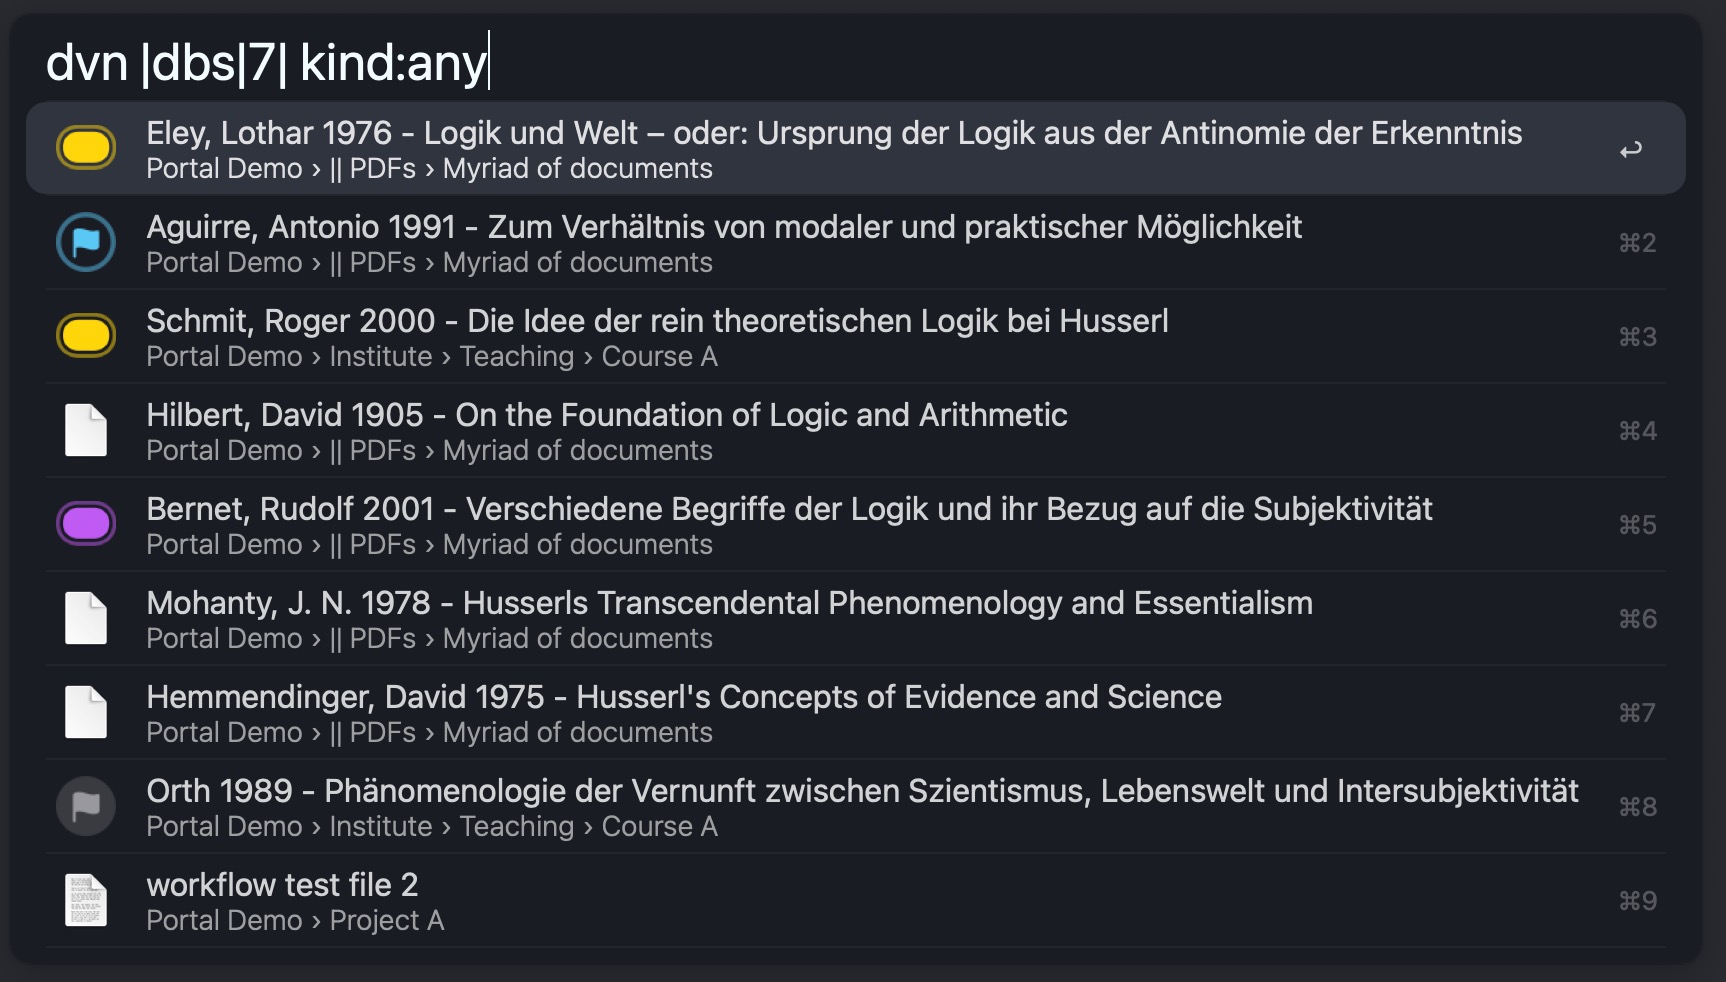 dvn |dbs|7| kind:any
Eley, Lothar 1976 - Logik und Welt – oder: Ursprung der Logik aus der Antinomie der Erkenntnis
Portal Demo › || PDFs › Myriad of documents
↩
Aguirre, Antonio 1991 - Zum Verhältnis von modaler und praktischer Möglichkeit
Portal Demo › || PDFs › Myriad of documents
⌘2
Schmit, Roger 2000 - Die Idee der rein theoretischen Logik bei Husserl
Portal Demo › Institute › Teaching › Course A
⌘3
Hilbert, David 1905 - On the Foundation of Logic and Arithmetic
Portal Demo › || PDFs › Myriad of documents
⌘4
Bernet, Rudolf 2001 - Verschiedene Begriffe der Logik und ihr Bezug auf die Subjektivität
Portal Demo › || PDFs › Myriad of documents
⌘5
Mohanty, J. N. 1978 - Husserls Transcendental Phenomenology and Essentialism
Portal Demo › || PDFs › Myriad of documents
⌘6
Hemmendinger, David 1975 - Husserl's Concepts of Evidence and Science
Portal Demo › || PDFs › Myriad of documents
⌘7
Orth 1989 - Phänomenologie der Vernunft zwischen Szientismus, Lebenswelt und Intersubjektivität
Portal Demo › Institute › Teaching › Course A
⌘8
workflow test file 2
Portal Demo › Project A
⌘9